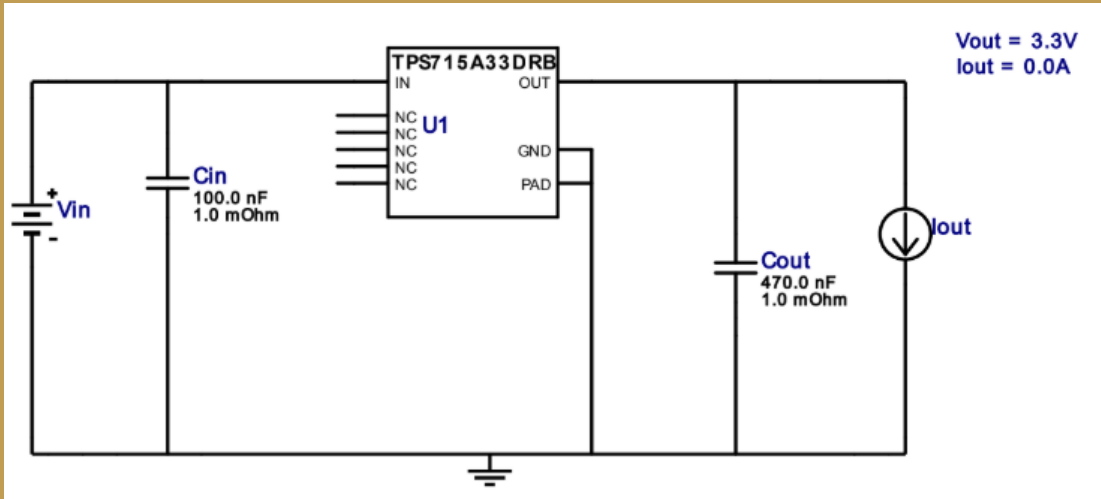 Vout = 3.3V
Iout = 0.0A
TPS715A33DRB
IN
OUT
NC
NC
NC
NC
NC
U1
GND
PAD
Cin
100.0 nF
1.0 mOhm
+
Vin
-
Iout
Cout
470.0 nF
1.0 mOhm